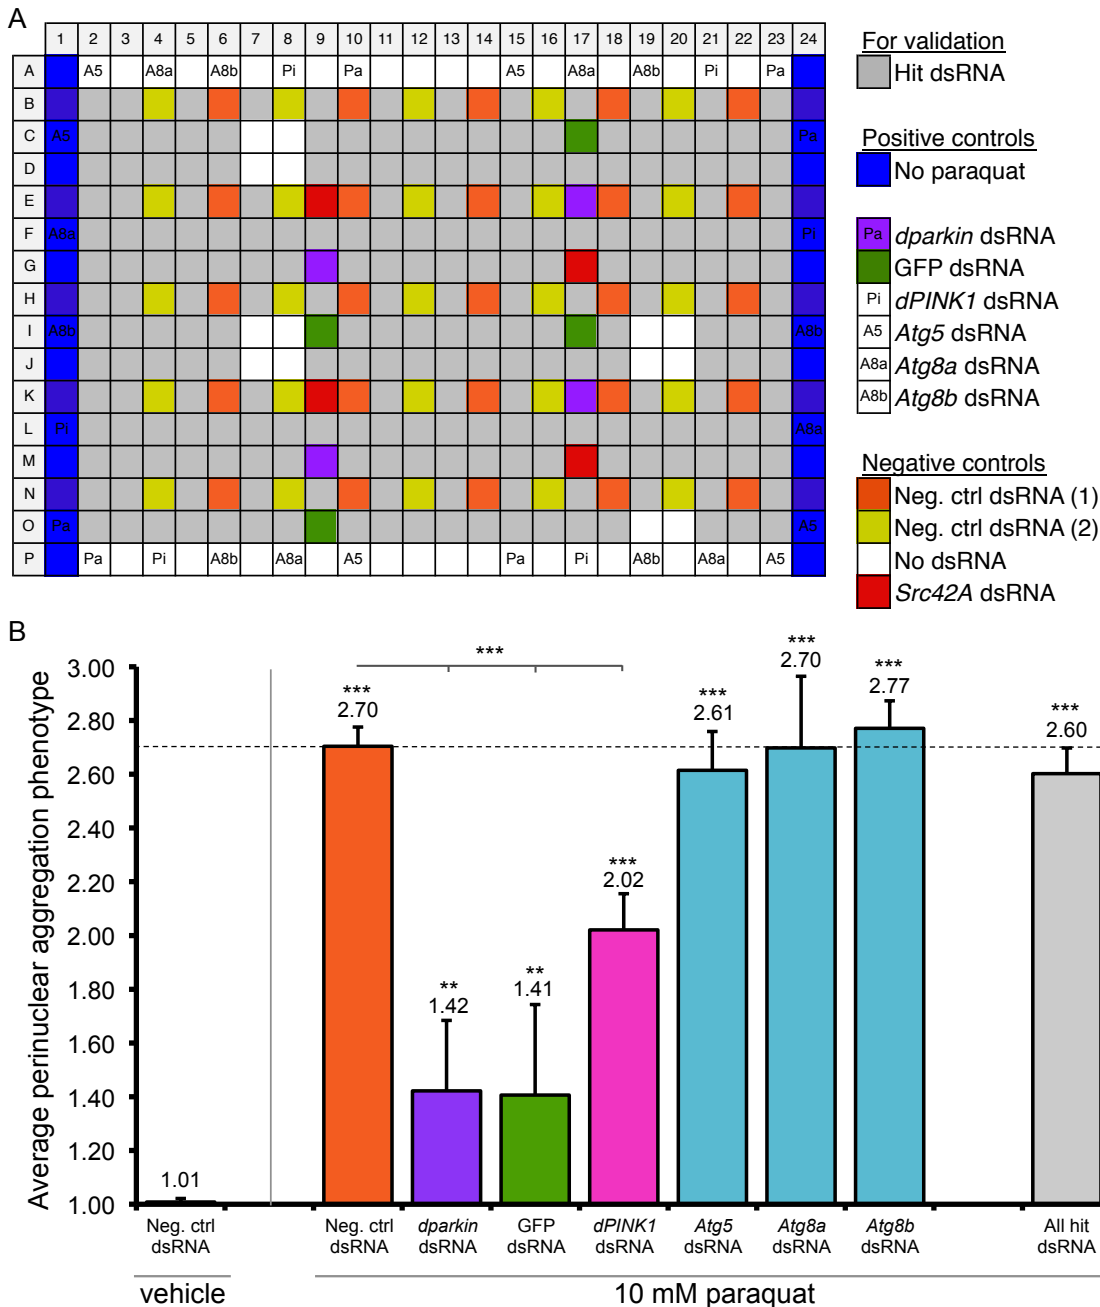 A
1 2 3 4 5 6 7 8 9 10 11 12 13 14 15 16 17 18 19 20 21 22 23 24
A A5 A8a A8b Pi Pa A5 A8a A8b Pi Pa
B
C A5 Pa
D
E
F A8a Pi
G
H
I A8b A8b
J
K
L Pi A8a
M
N
O Pa A5
P Pa Pi A8b A8a A5 Pa Pi A8b A8a A5
For validation
Hit dsRNA
Positive controls
No paraquat
Pa dparkin dsRNA
GFP dsRNA
Pi dPINK1 dsRNA
A5 Atg5 dsRNA
A8a Atg8a dsRNA
A8b Atg8b dsRNA
Negative controls
Neg. ctrl dsRNA (1)
Neg. ctrl dsRNA (2)
No dsRNA
Src42A dsRNA
B
Average perinuclear aggregation phenotype
3.00
2.80
2.60
2.40
2.20
2.00
1.80
1.60
1.40
1.20
1.00
1.01
***
2.70
***
**
1.42
**
1.41
***
2.02
***
2.61
***
2.70
***
2.77
***
2.60
Neg. ctrl
dsRNA
Neg. ctrl
dsRNA
dparkin
dsRNA
GFP
dsRNA
dPINK1
dsRNA
Atg5
dsRNA
Atg8a
dsRNA
Atg8b
dsRNA
All hit
dsRNA
vehicle
10 mM paraquat